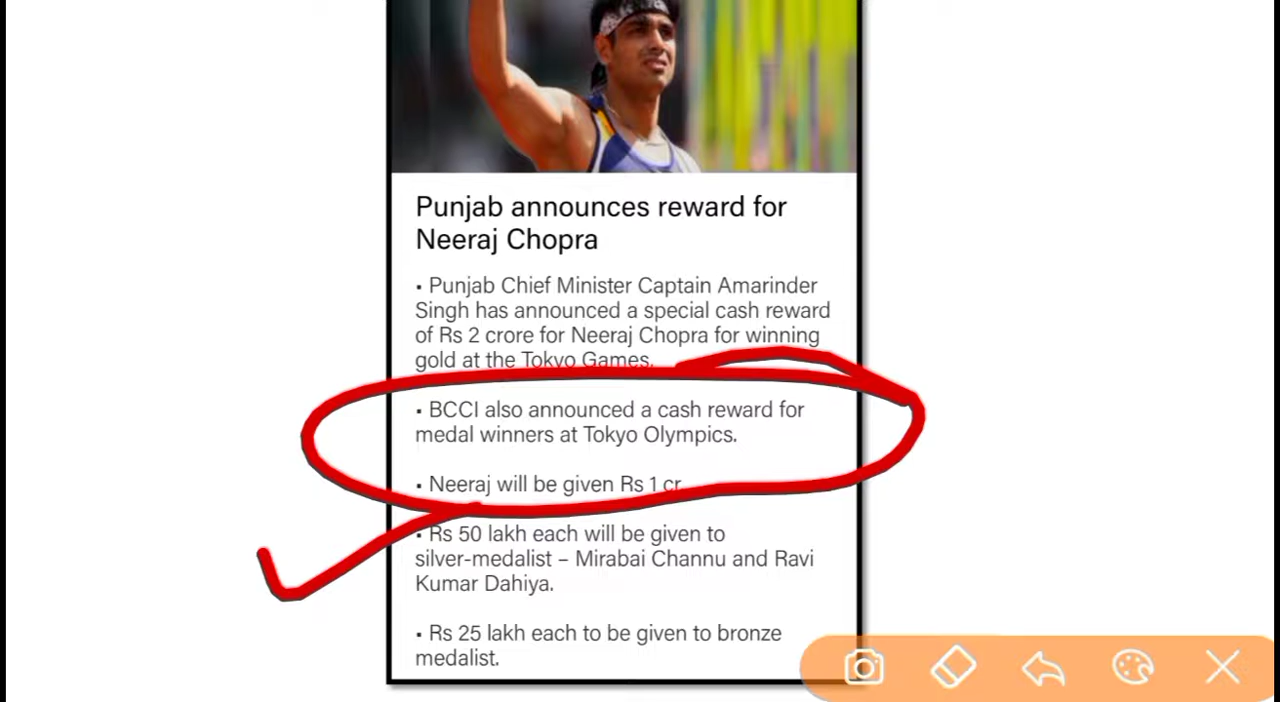 Punjab announces reward for
Neeraj Chopra
• Punjab Chief Minister Captain Amarinder
Singh has announced a special cash reward
of Rs 2 crore for Neeraj Chopra for winning
gold at the Tokyo Games.
• BCCI also announced a cash reward for
medal winners at Tokyo Olympics.
• Neeraj will be given Rs 1 cr
• Rs 50 lakh each will be given to
silver-medalist – Mirabai Channu and Ravi
Kumar Dahiya.
• Rs 25 lakh each to be given to bronze
medalist.